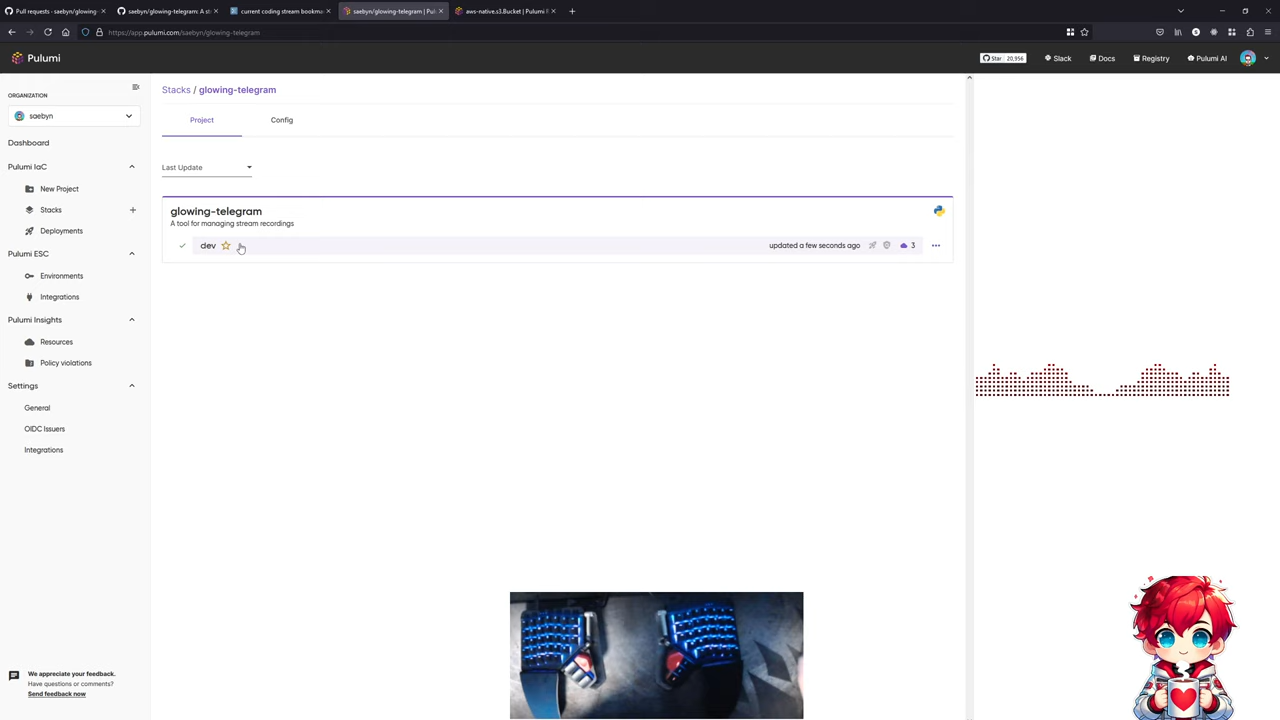 Pull requests - saebyn/glowing-
saebyn/glowing-telegram: A st
current coding stream bookma
saebyn/glowing-telegram | Pul
aws-native.s3.Bucket | Pulumi R
https://app.pulumi.com/saebyn/glowing-telegram
Pulumi
Star
20,956
Slack
Docs
Registry
Pulumi AI
ORGANIZATION
saebyn
Dashboard
Pulumi IaC
New Project
Stacks
Deployments
Pulumi ESC
Environments
Integrations
Pulumi Insights
Resources
Policy violations
Settings
General
OIDC Issuers
Integrations
We appreciate your feedback.
Have questions or comments?
Send feedback now
Stacks / glowing-telegram
Project
Config
Last Update
glowing-telegram
A tool for managing stream recordings
dev
updated a few seconds ago
3